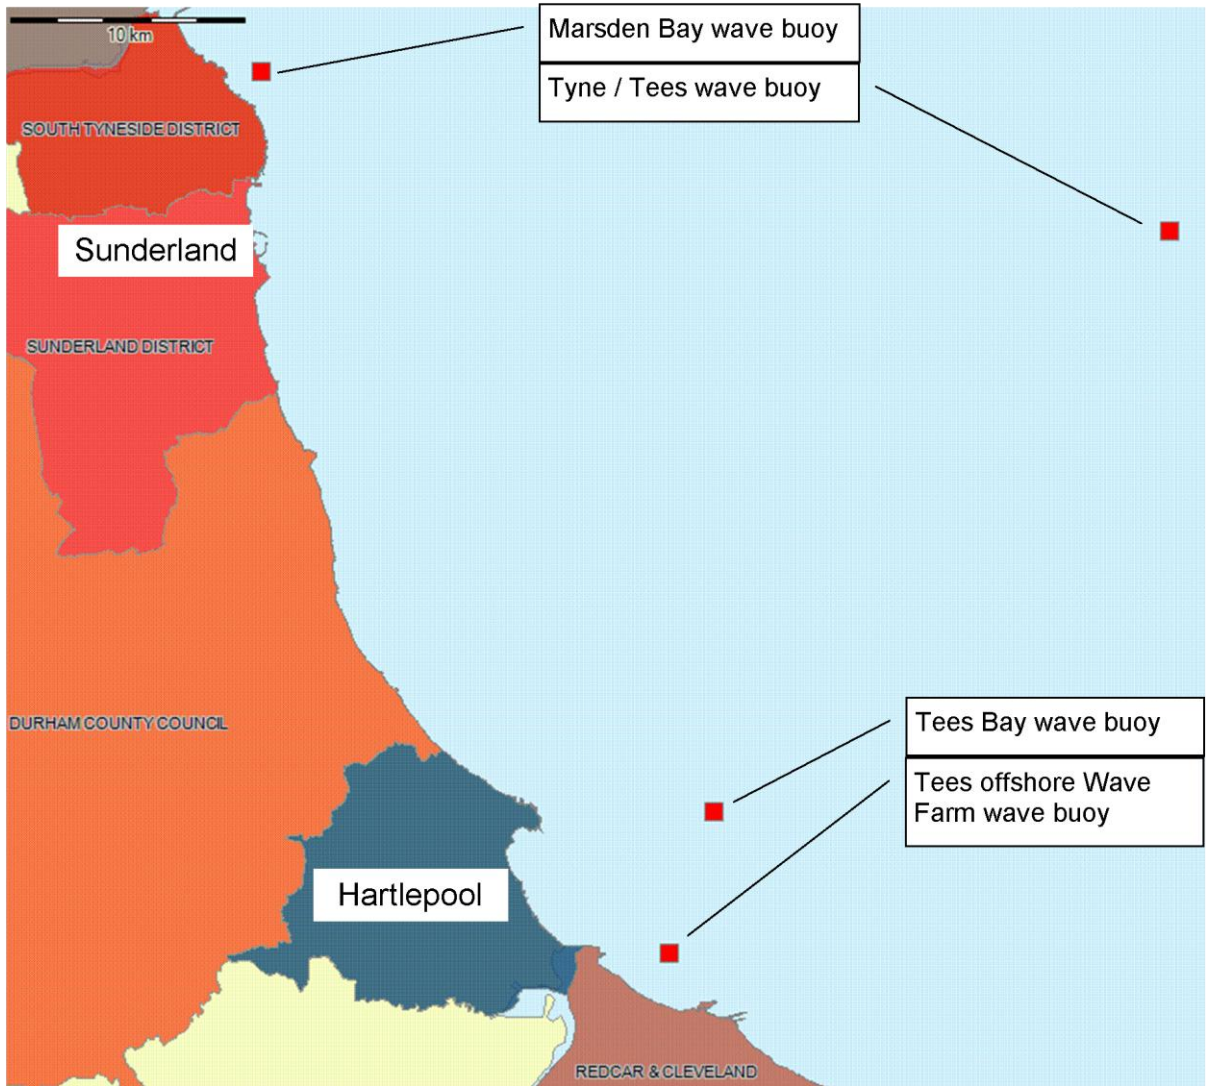 10 km
Marsden Bay wave buoy
Tyne / Tees wave buoy
SOUTH TYNESIDE DISTRICT
Sunderland
SUNDERLAND DISTRICT
DURHAM COUNTY COUNCIL
Tees Bay wave buoy
Tees offshore Wave
Farm wave buoy
Hartlepool
REDCAR & CLEVELAND